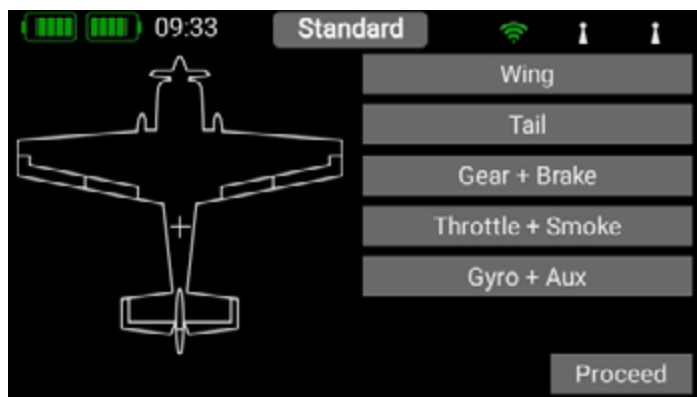 09:33 Standard
Wing
Tail
Gear + Brake
Throttle + Smoke
Gyro + Aux
Proceed